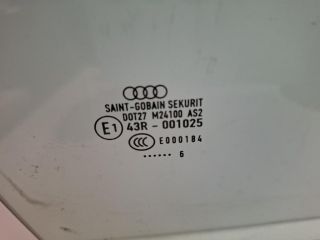 SAINT-GOBAIN SEKURIT
DOT27 M24100 AS2
E1 43R - 001025
CCC E000184
...... 6